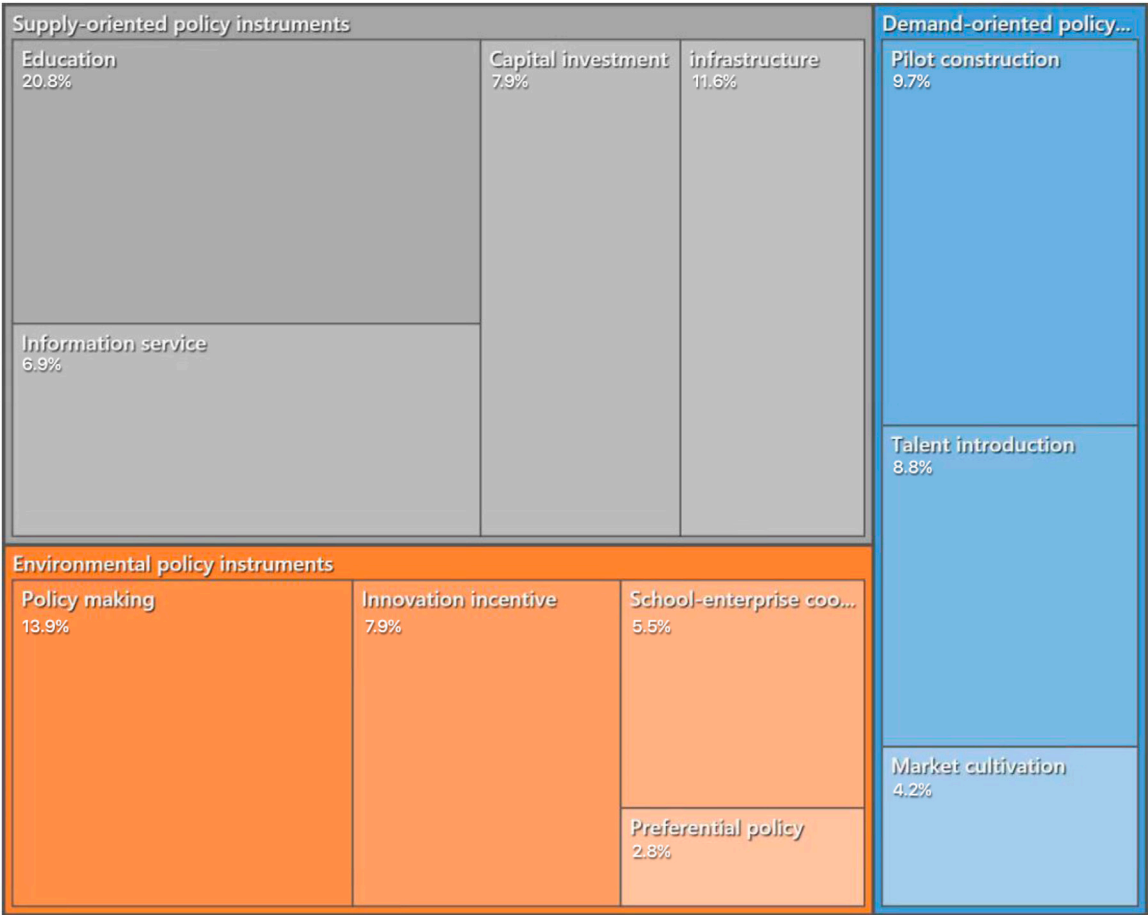 Supply-oriented policy instruments
Education
20.8%
Capital investment
7.9%
infrastructure
11.6%
Information service
6.9%
Environmental policy instruments
Policy making
13.9%
Innovation incentive
7.9%
School-enterprise coo...
5.5%
Preferential policy
2.8%
Demand-oriented policy...
Pilot construction
9.7%
Talent introduction
8.8%
Market cultivation
4.2%